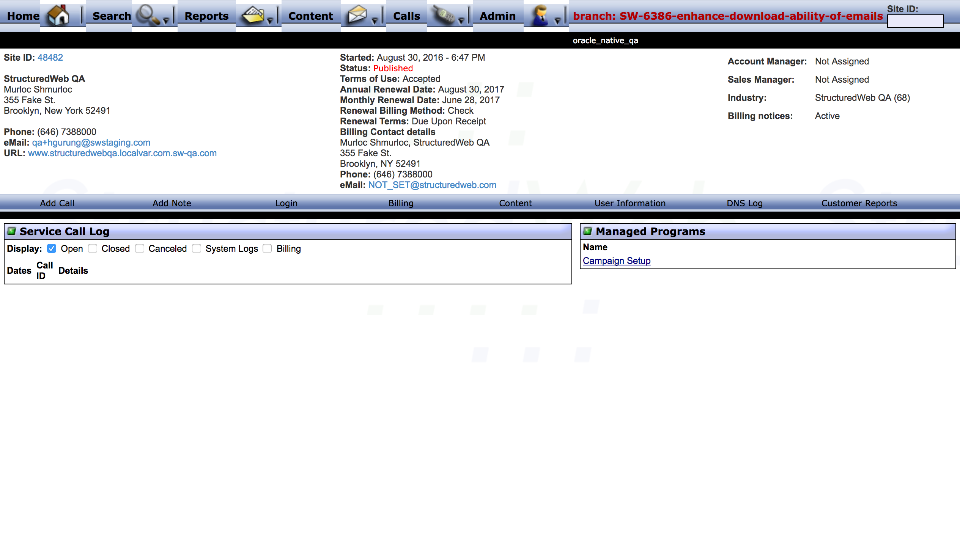 Home Search Reports Content Calls Admin branch: SW-6386-enhance-download-ability-of-emails Site ID:
oracle_native_qa
Site ID: 48482
StructuredWeb QA
Murloc Shmurloc
355 Fake St.
Brooklyn, New York 52491
Phone: (646) 7388000
eMail: qa+hgurung@swstaging.com
URL: www.structuredwebqa.localvar.com.sw-qa.com
Started: August 30, 2016 - 6:47 PM
Status: Published
Terms of Use: Accepted
Annual Renewal Date: August 30, 2017
Monthly Renewal Date: June 28, 2017
Renewal Billing Method: Check
Renewal Terms: Due Upon Receipt
Billing Contact details
Murloc Shmurloc, StructuredWeb QA
355 Fake St.
Brooklyn, NY 52491
Phone: (646) 7388000
eMail: NOT_SET@structuredweb.com
Account Manager: Not Assigned
Sales Manager: Not Assigned
Industry: StructuredWeb QA (68)
Billing notices: Active
Add Call Add Note Login Billing Content User Information DNS Log Customer Reports
Service Call Log
Display: Open Closed Canceled System Logs Billing
Dates Call ID Details
Managed Programs
Name
Campaign Setup